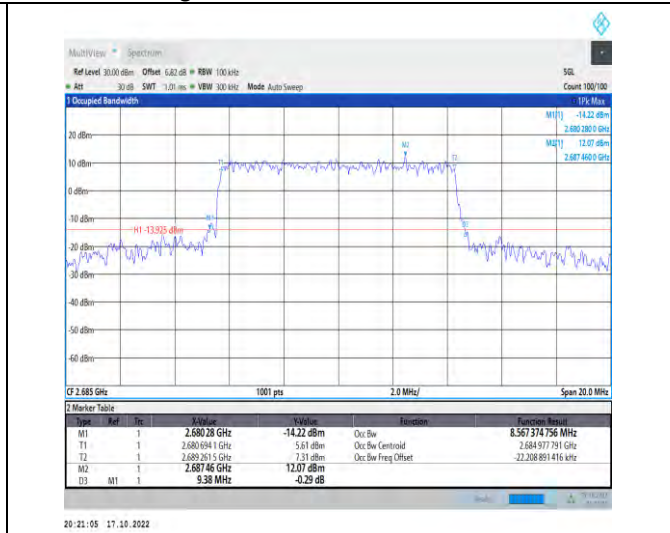 MultiView Spectrum
Ref Level 30.00 dBm Offset 6.82 dB RBW 100 kHz SGL
Att 30 dB SWT 1.01 ms VBW 300 kHz Mode Auto Sweep Count 100/100
1 Occupied Bandwidth 1Pk Max
M1[1] -14.22 dBm
2.680 280 0 GHz
M2[1] 12.07 dBm
2.687 460 0 GHz
20 dBm
M2
T1 T2
10 dBm
0 dBm
-10 dBm
H1 -13.925 dBm
-20 dBm
-30 dBm
-40 dBm
-50 dBm
-60 dBm
CF 2.685 GHz 1001 pts 2.0 MHz/ Span 20.0 MHz
2 Marker Table
Type Ref Trc X-Value Y-Value Function Function Result
M1 1 2.680 28 GHz -14.22 dBm Occ Bw 8.567 374 756 MHz
T1 1 2.680 694 1 GHz 5.61 dBm Occ Bw Centroid 2.684 977 791 GHz
T2 1 2.689 261 5 GHz 7.31 dBm Occ Bw Freq Offset -22.208 891 416 kHz
M2 1 2.687 46 GHz 12.07 dBm
D3 M1 1 9.38 MHz -0.29 dB
20:21:05 17.10.2022